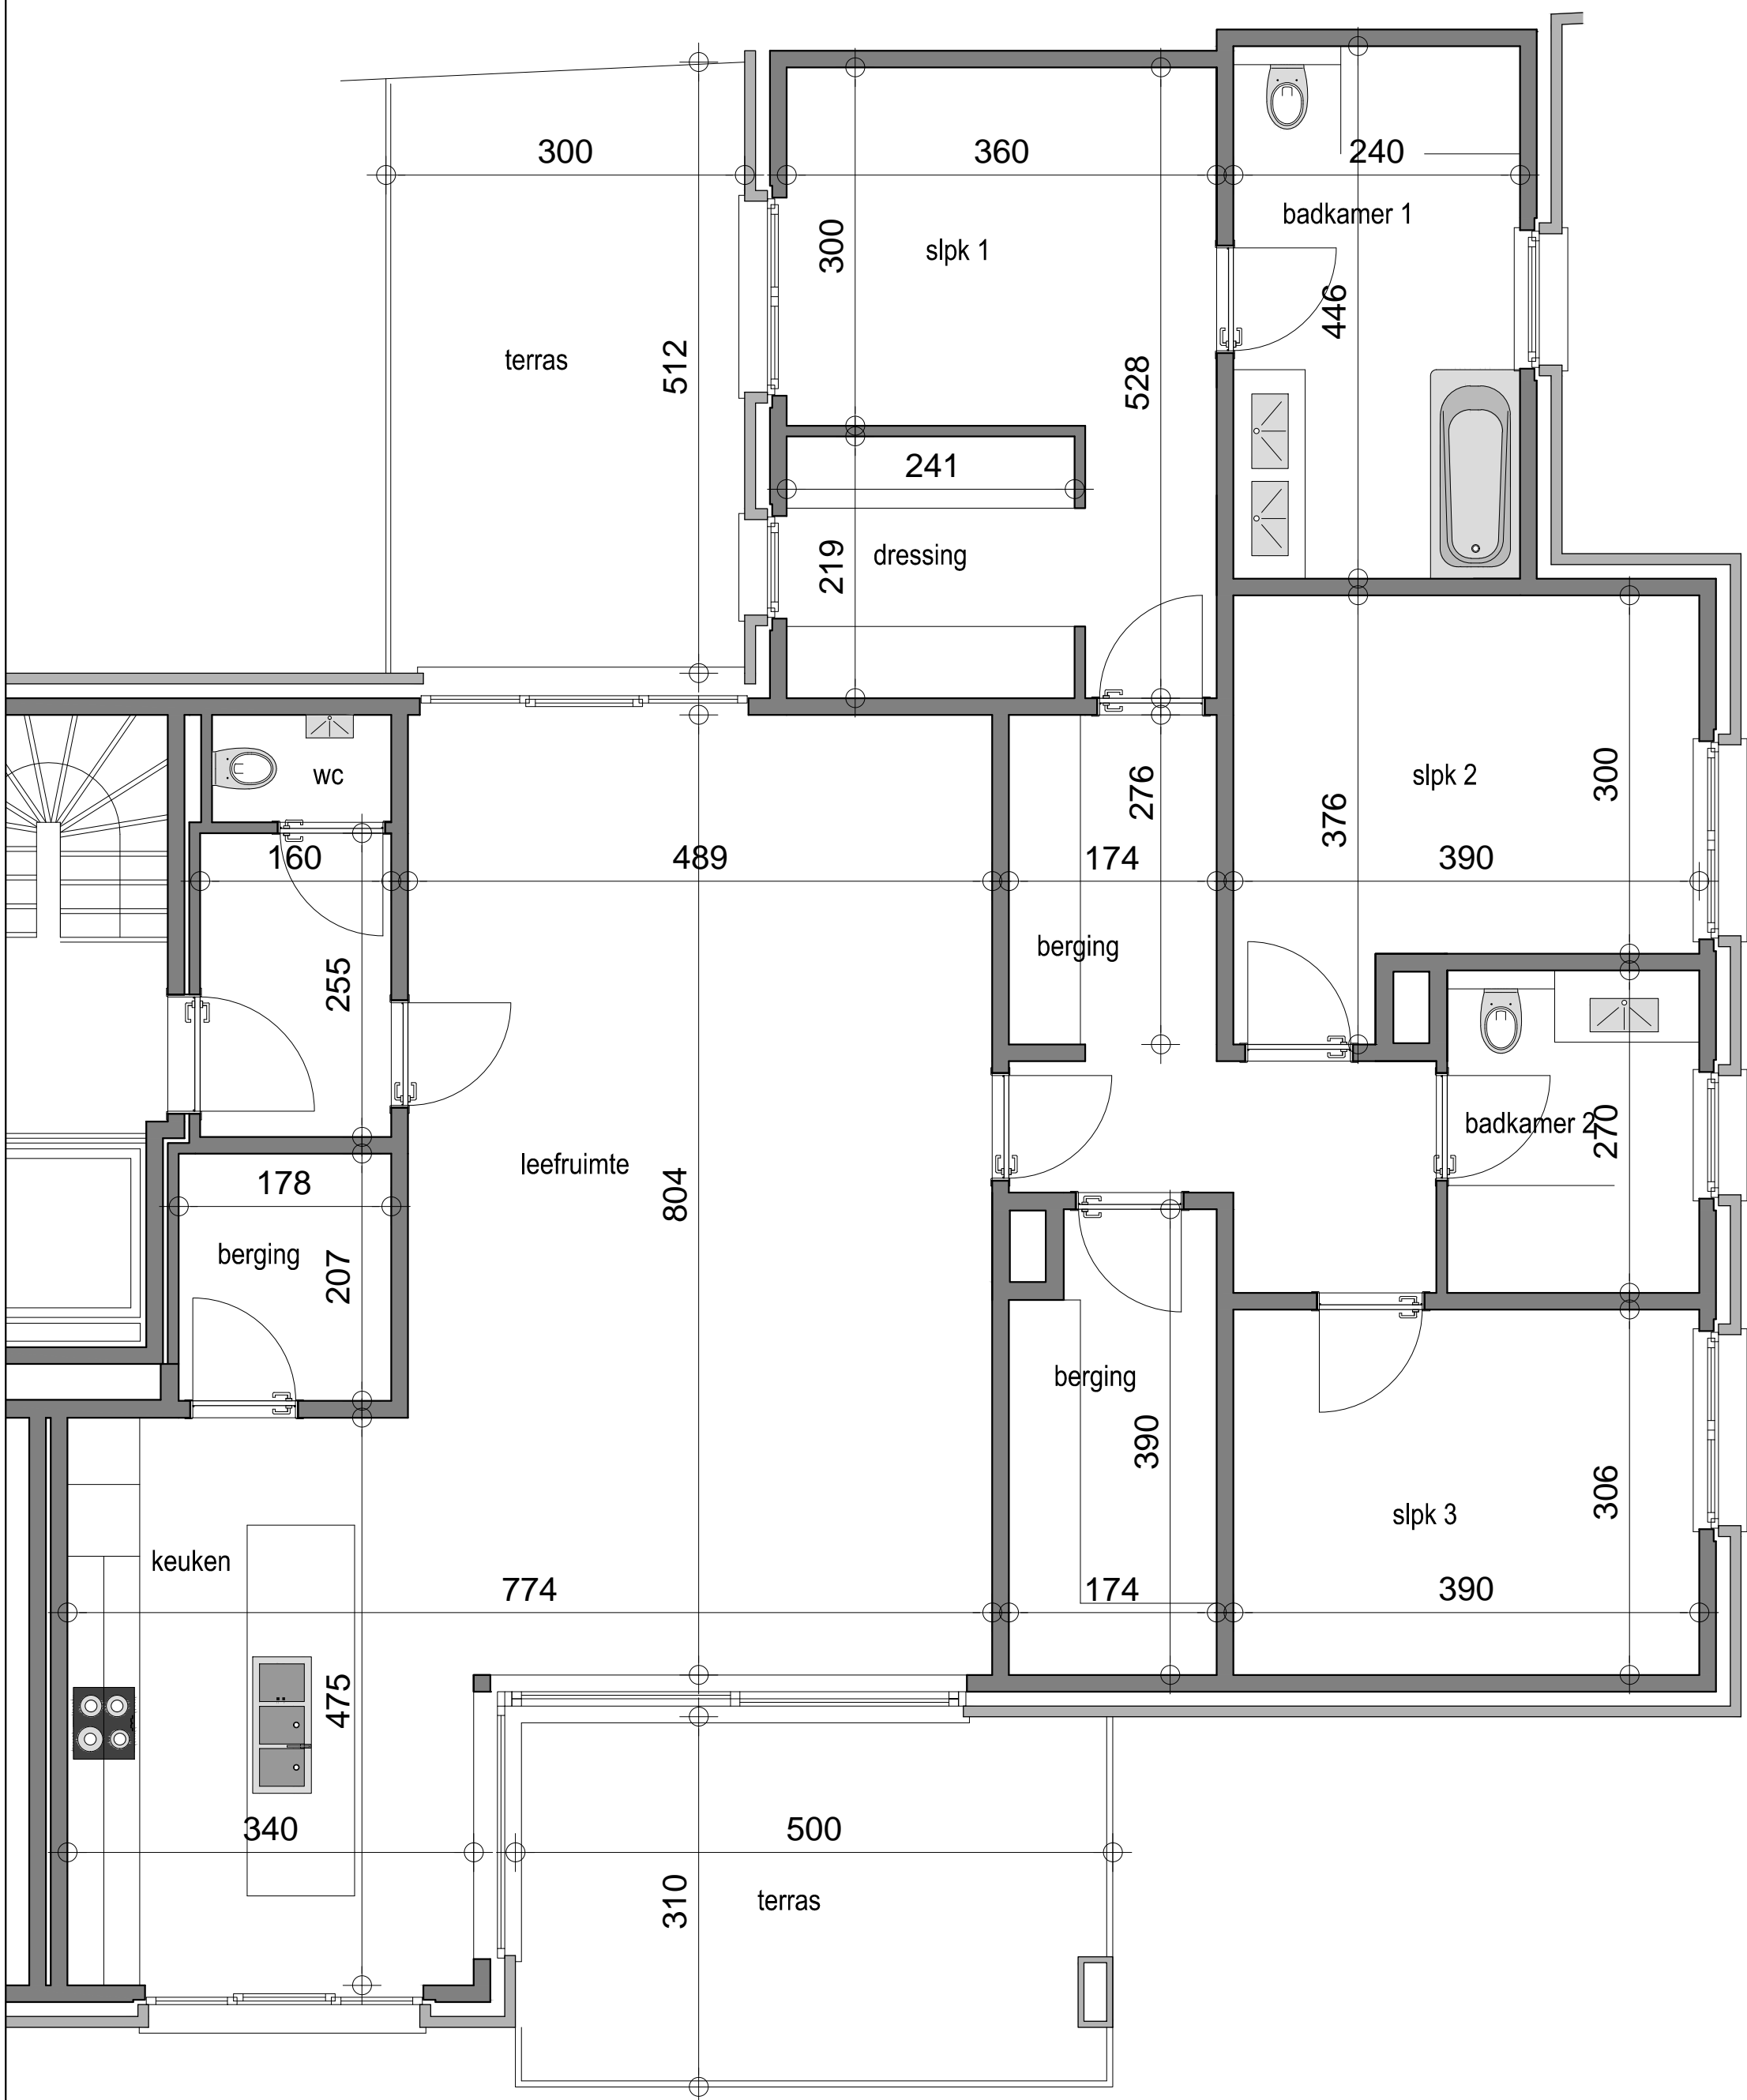 300
360
240
badkamer 1
300
slpk 1
446
terras
512
528
241
219
dressing
wc
276
slpk 2
300
376
160
489
174
390
berging
255
badkamer 2
270
leefruimte
178
804
berging
207
berging
390
slpk 3
306
keuken
774
174
390
475
340
500
310
terras